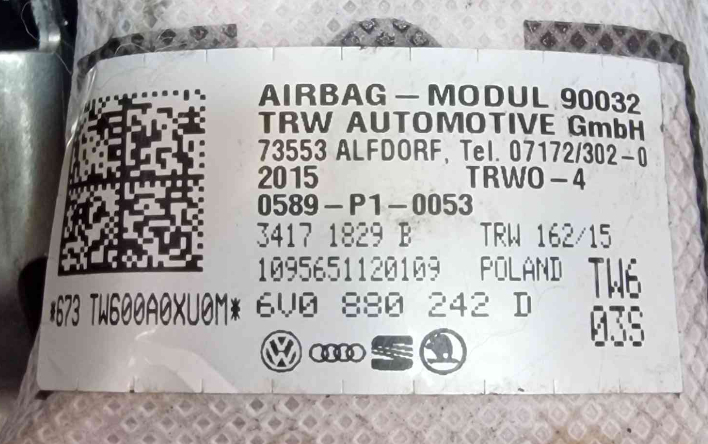 AIRBAG – MODUL 90032
TRW AUTOMOTIVE GmbH
73553 ALFDORF, Tel. 07172/302-0
2015 TRWO-4
0589-P1-0053
3417 1829 B TRW 162/15
1095651120109 POLAND TW6
*673 TW600A0XU0M* 6V0 880 242 D 03S